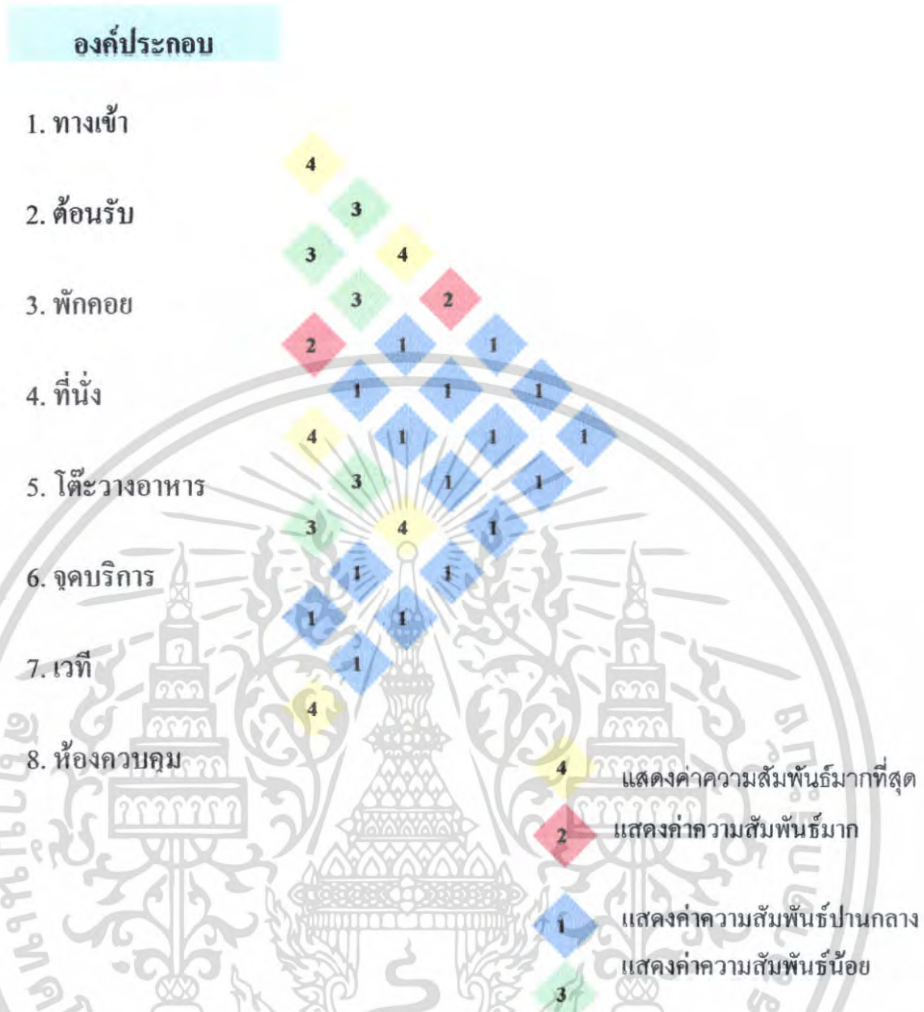 องค์ประกอบ
1. ทางเข้า
4
2. ต้อนรับ 3
3 4
3. พักคอย 3 2
2 1 1
4. ที่นั่ง 1 1 1
4 1 1 1
5. โต๊ะวางอาหาร 3 1 1
3 4 1
6. จุดบริการ 1 1
1 1
7. เวที 1
4
8. ห้องควบคุม
4 แสดงค่าความสัมพันธ์มากที่สุด
2 แสดงค่าความสัมพันธ์มาก
1 แสดงค่าความสัมพันธ์ปานกลาง
3 แสดงค่าความสัมพันธ์น้อย